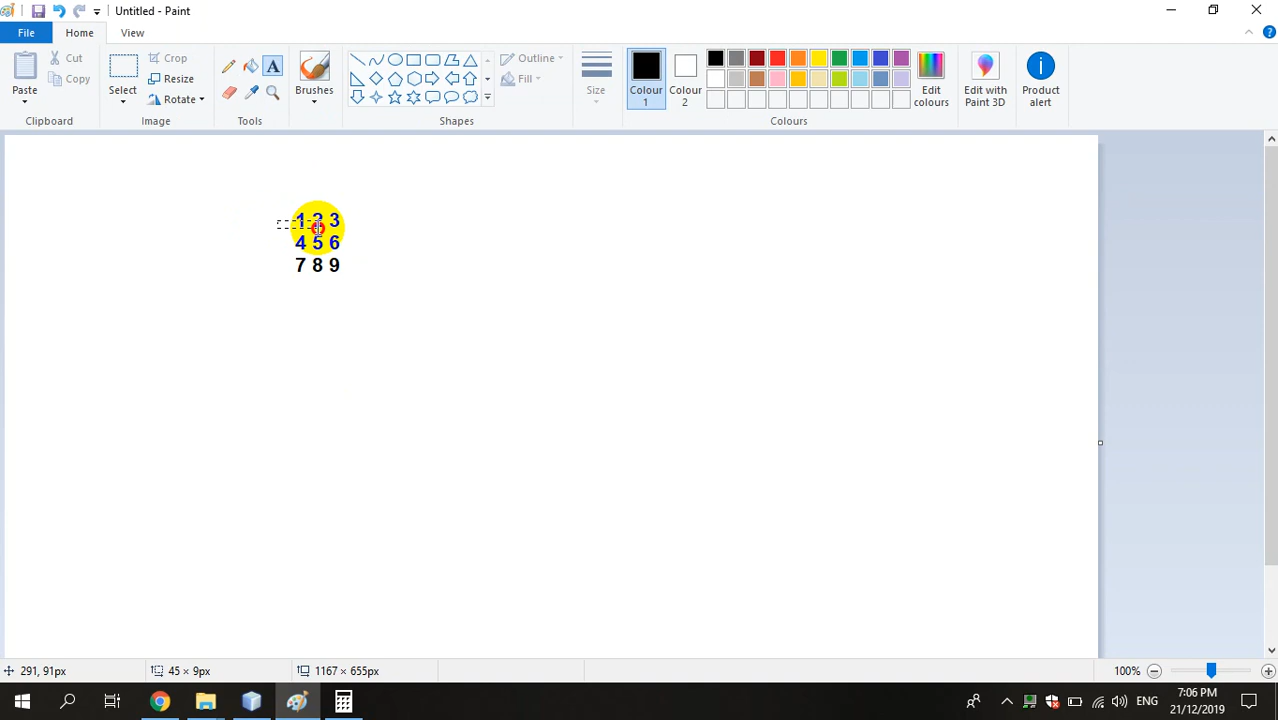 Untitled - Paint
File
Home
View
Paste
Cut
Copy
Clipboard
Select
Crop
Resize
Rotate
Image
A
Tools
Brushes
Outline
Fill
Shapes
Size
Colour 1
Colour 2
Edit colours
Colours
Edit with Paint 3D
Product alert
1 2 3
4 5 6
7 8 9
291, 91px
45 × 9px
1167 × 655px
100%
ENG
7:06 PM
21/12/2019